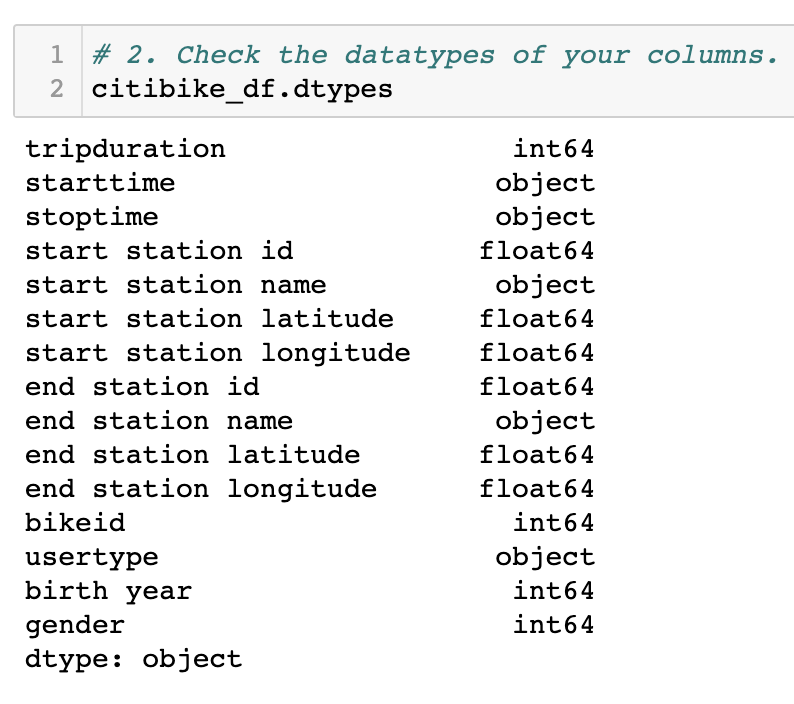 1 # 2. Check the datatypes of your columns.
2 citibike_df.dtypes
tripduration int64
starttime object
stoptime object
start station id float64
start station name object
start station latitude float64
start station longitude float64
end station id float64
end station name object
end station latitude float64
end station longitude float64
bikeid int64
usertype object
birth year int64
gender int64
dtype: object